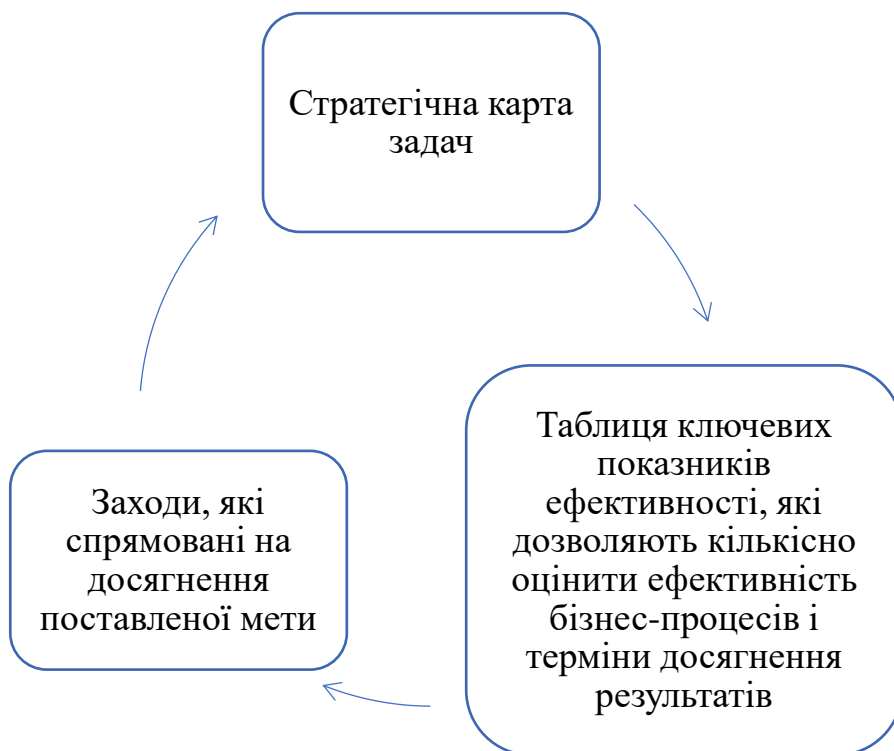 Стратегічна карта
задач
Таблиця ключевих
показників
ефективності, які
дозволяють кількісно
оцінити ефективність
бізнес-процесів і
терміни досягнення
результатів
Заходи, які
спрямовані на
досягнення
поставленої мети